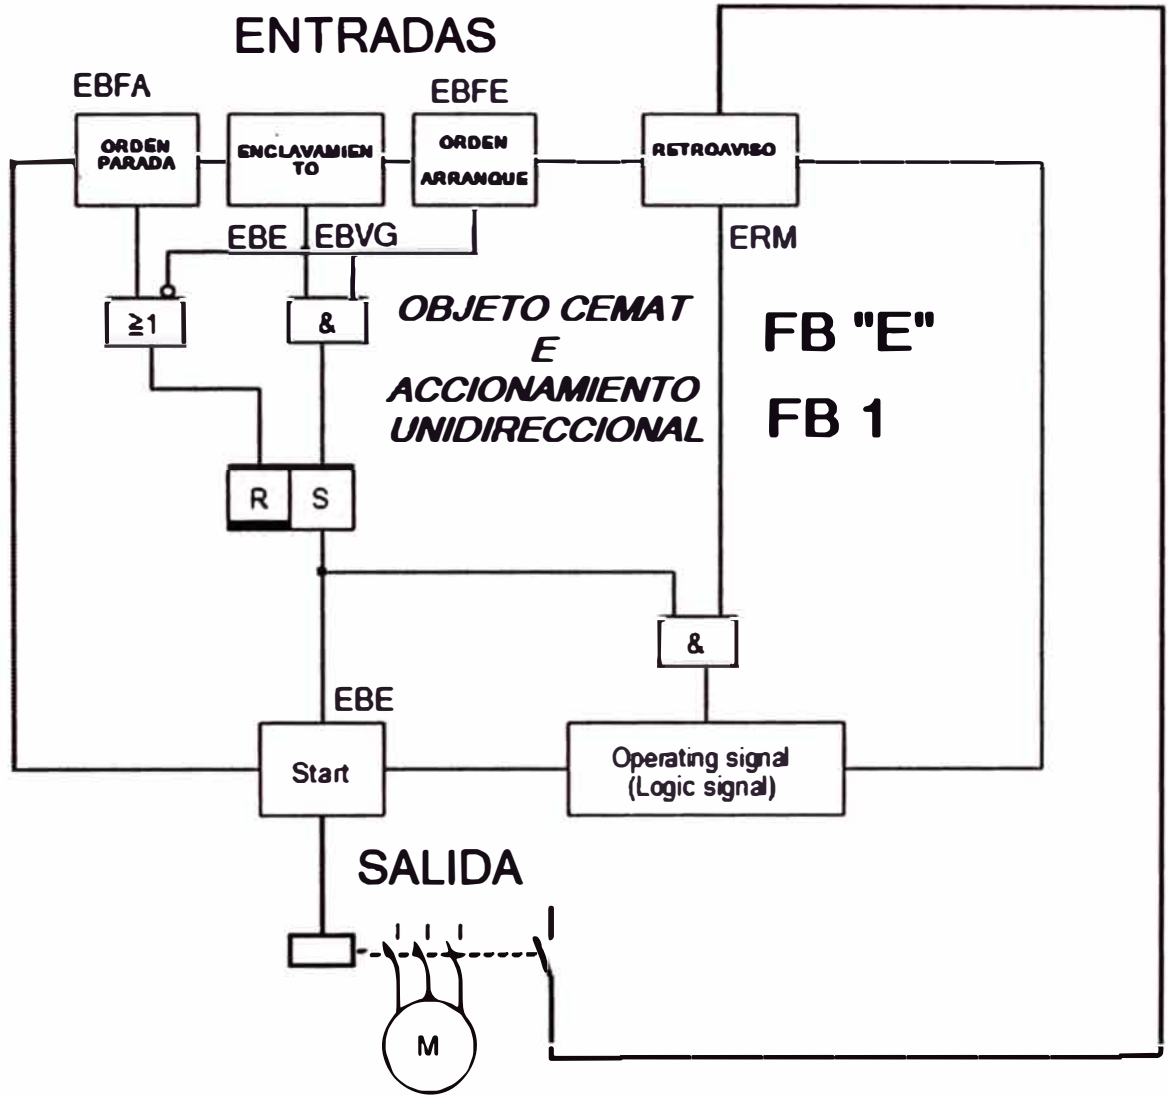 ENTRADAS
EBFA
EBFE
ORDEN
PARADA
ENCLAVAMIEN
TO
ORDEN
ARRANQUE
RETROAVISO
EBE
EBVG
ERM
≧1
&
OBJETO CEMAT
E
ACCIONAMIENTO
UNIDIRECCIONAL
FB "E"
FB 1
R
S
&
EBE
Start
Operating signal
(Logic signal)
SALIDA
M